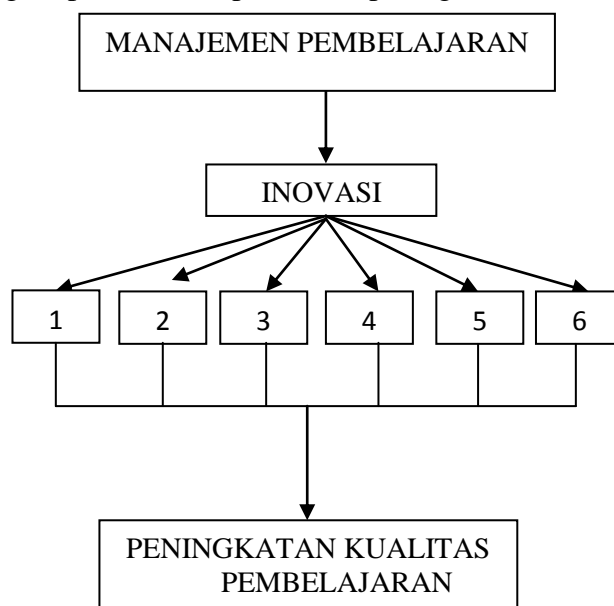 MANAJEMEN PEMBELAJARAN
INOVASI
1 2 3 4 5 6
PENINGKATAN KUALITAS
PEMBELAJARAN